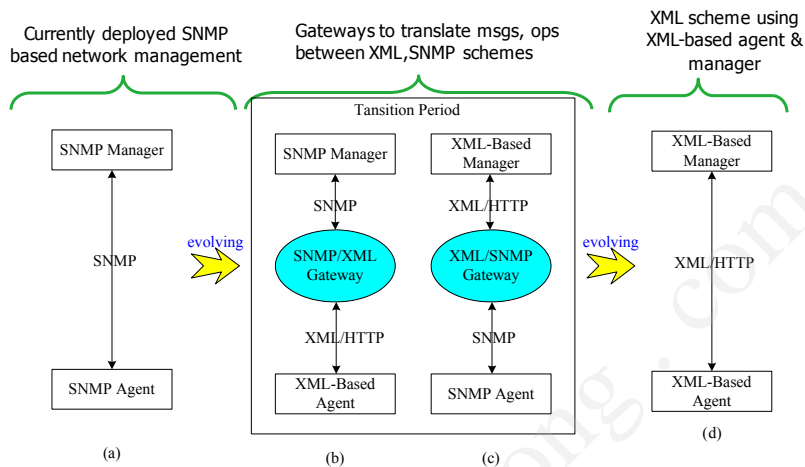 Currently deployed SNMP
based network management
Gateways to translate msgs, ops
between XML,SNMP schemes
XML scheme using
XML-based agent &
manager
Tansition Period
SNMP Manager
SNMP
SNMP Agent
(a)
evolving
SNMP Manager
SNMP
SNMP/XML
Gateway
XML/HTTP
XML-Based
Agent
(b)
XML-Based
Manager
XML/HTTP
XML/SNMP
Gateway
SNMP
SNMP Agent
(c)
evolving
XML-Based
Manager
XML/HTTP
XML-Based
Agent
(d)
ong . com